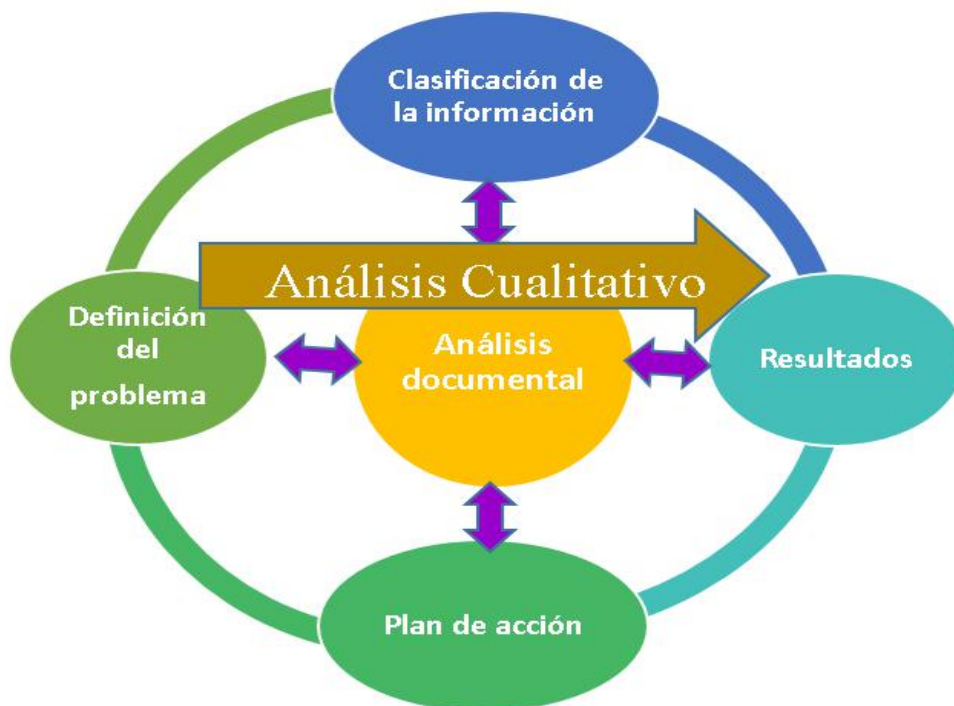 Clasificación de
la información
Análisis Cualitativo
Definición
del
problema
Análisis
documental
Resultados
Plan de acción